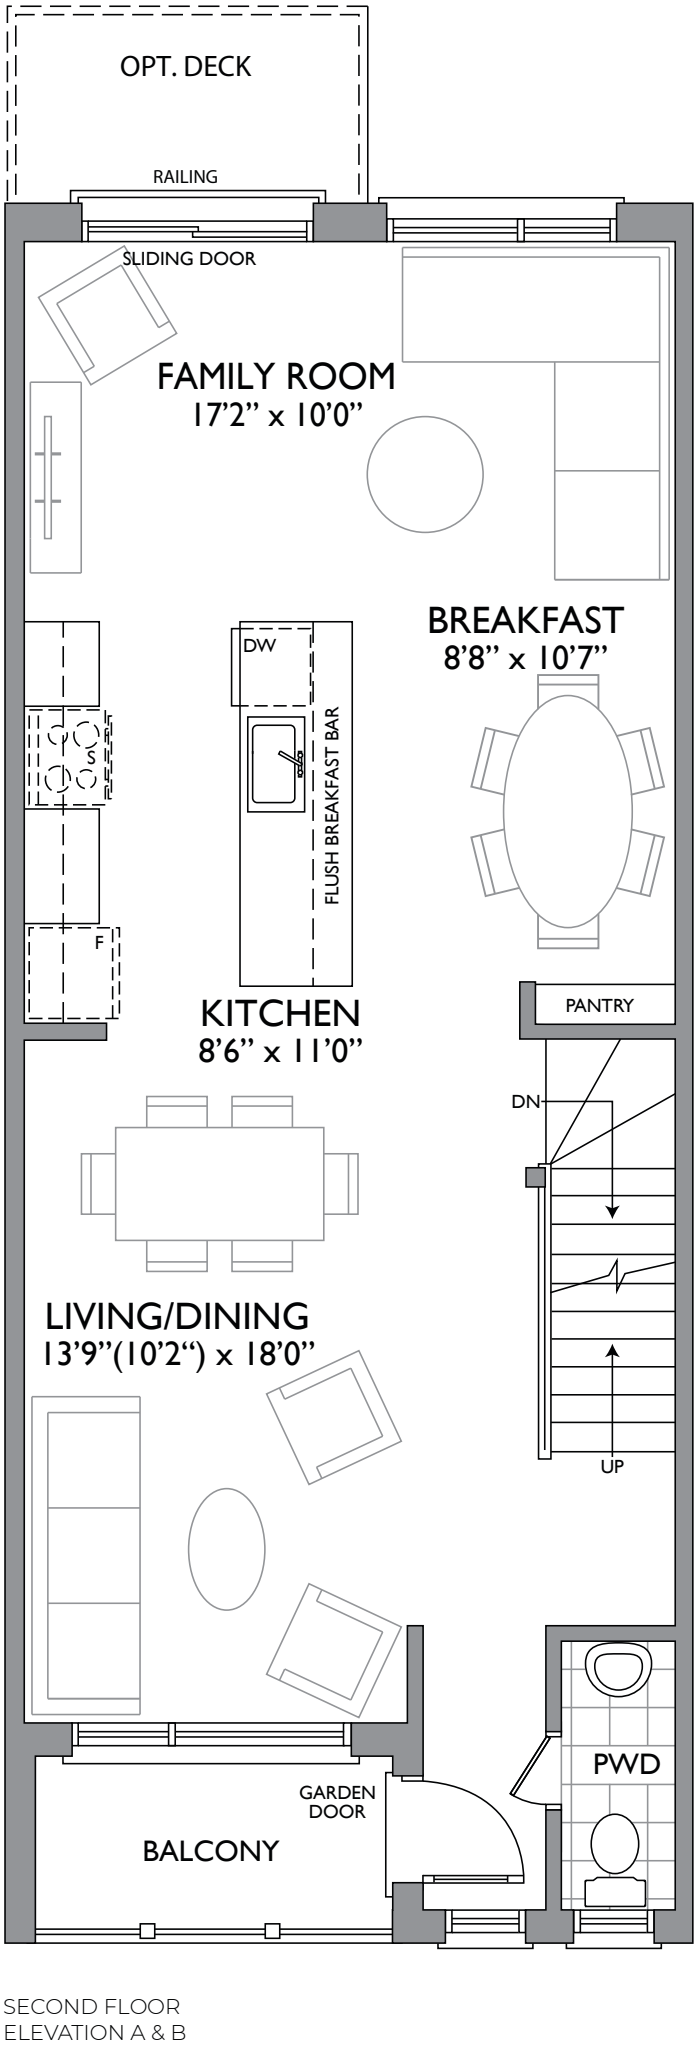 OPT. DECK
RAILING
SLIDING DOOR
FAMILY ROOM
17’2” x 10’0”
BREAKFAST
8’8” x 10’7”
DW
S
FLUSH BREAKFAST BAR
F
PANTRY
KITCHEN
8’6” x 11’0”
DN
LIVING/DINING
13’9”(10’2“) x 18’0”
UP
PWD
GARDEN
DOOR
BALCONY
SECOND FLOOR
ELEVATION A & B